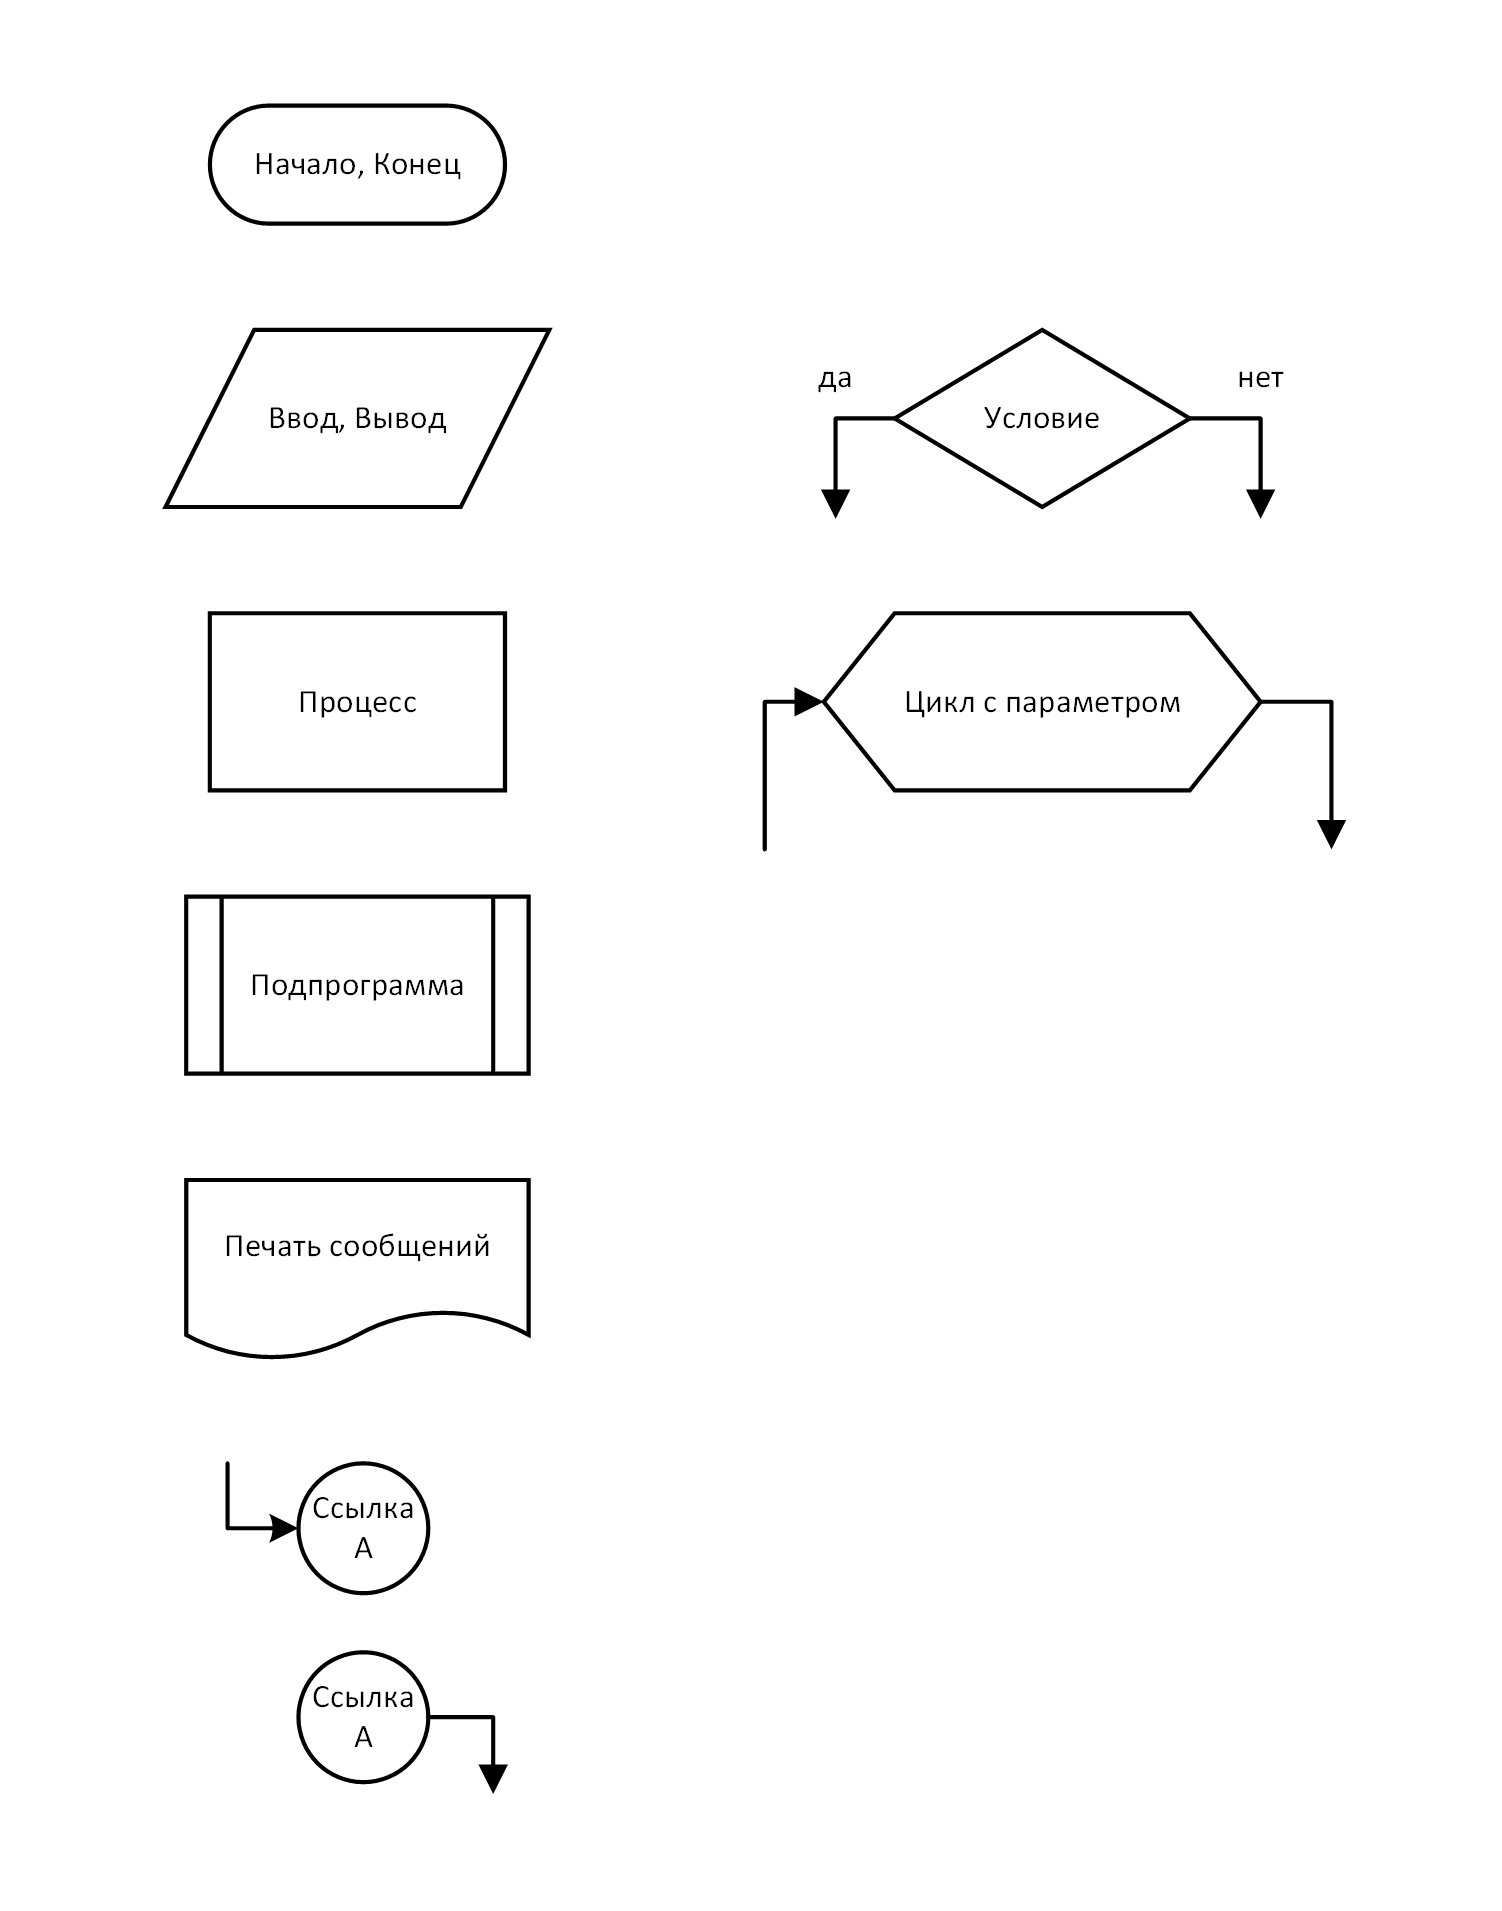 Начало, Конец
Ввод, Вывод
да
Условие
нет
Процесс
Цикл с параметром
Подпрограмма
Печать сообщений
Ссылка
А
Ссылка
А